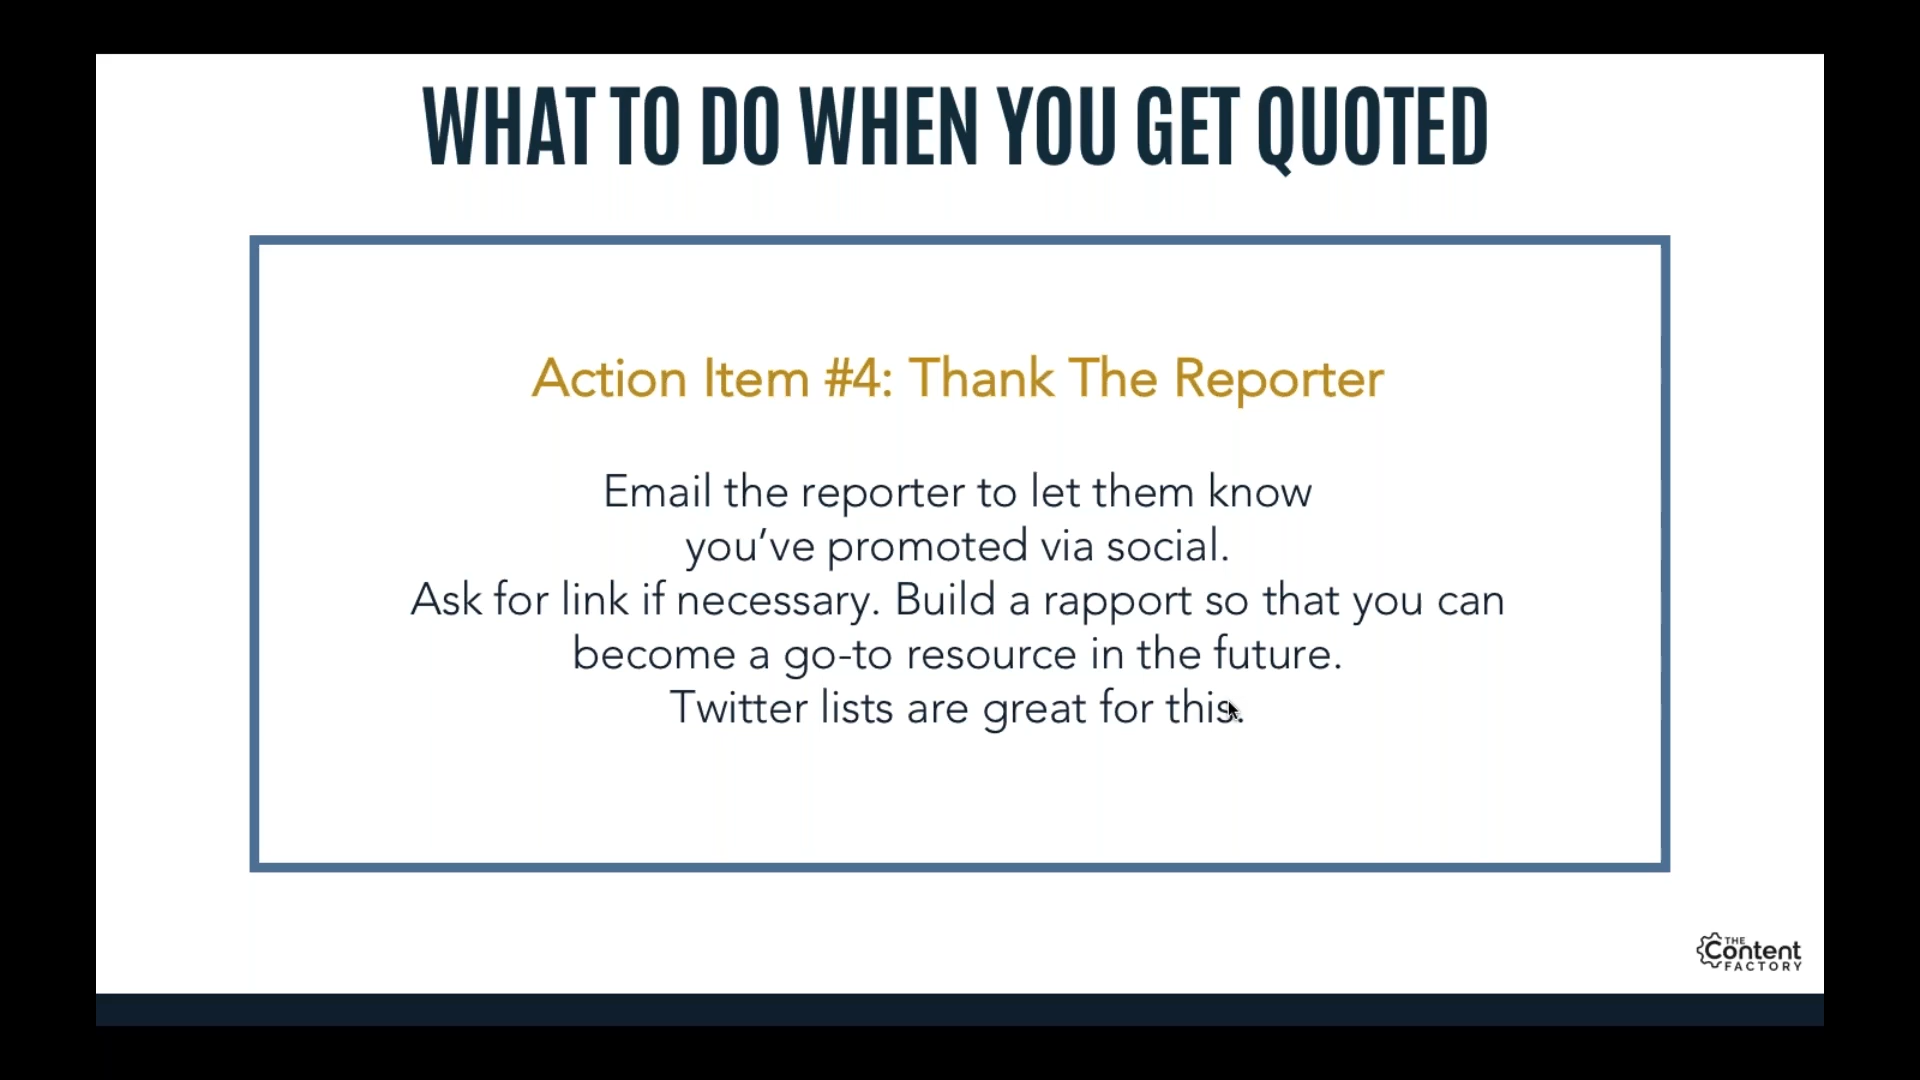 WHAT TO DO WHEN YOU GET QUOTED
Action Item #4: Thank The Reporter
Email the reporter to let them know
you’ve promoted via social.
Ask for link if necessary. Build a rapport so that you can
become a go-to resource in the future.
Twitter lists are great for this.
THE
Content
FACTORY